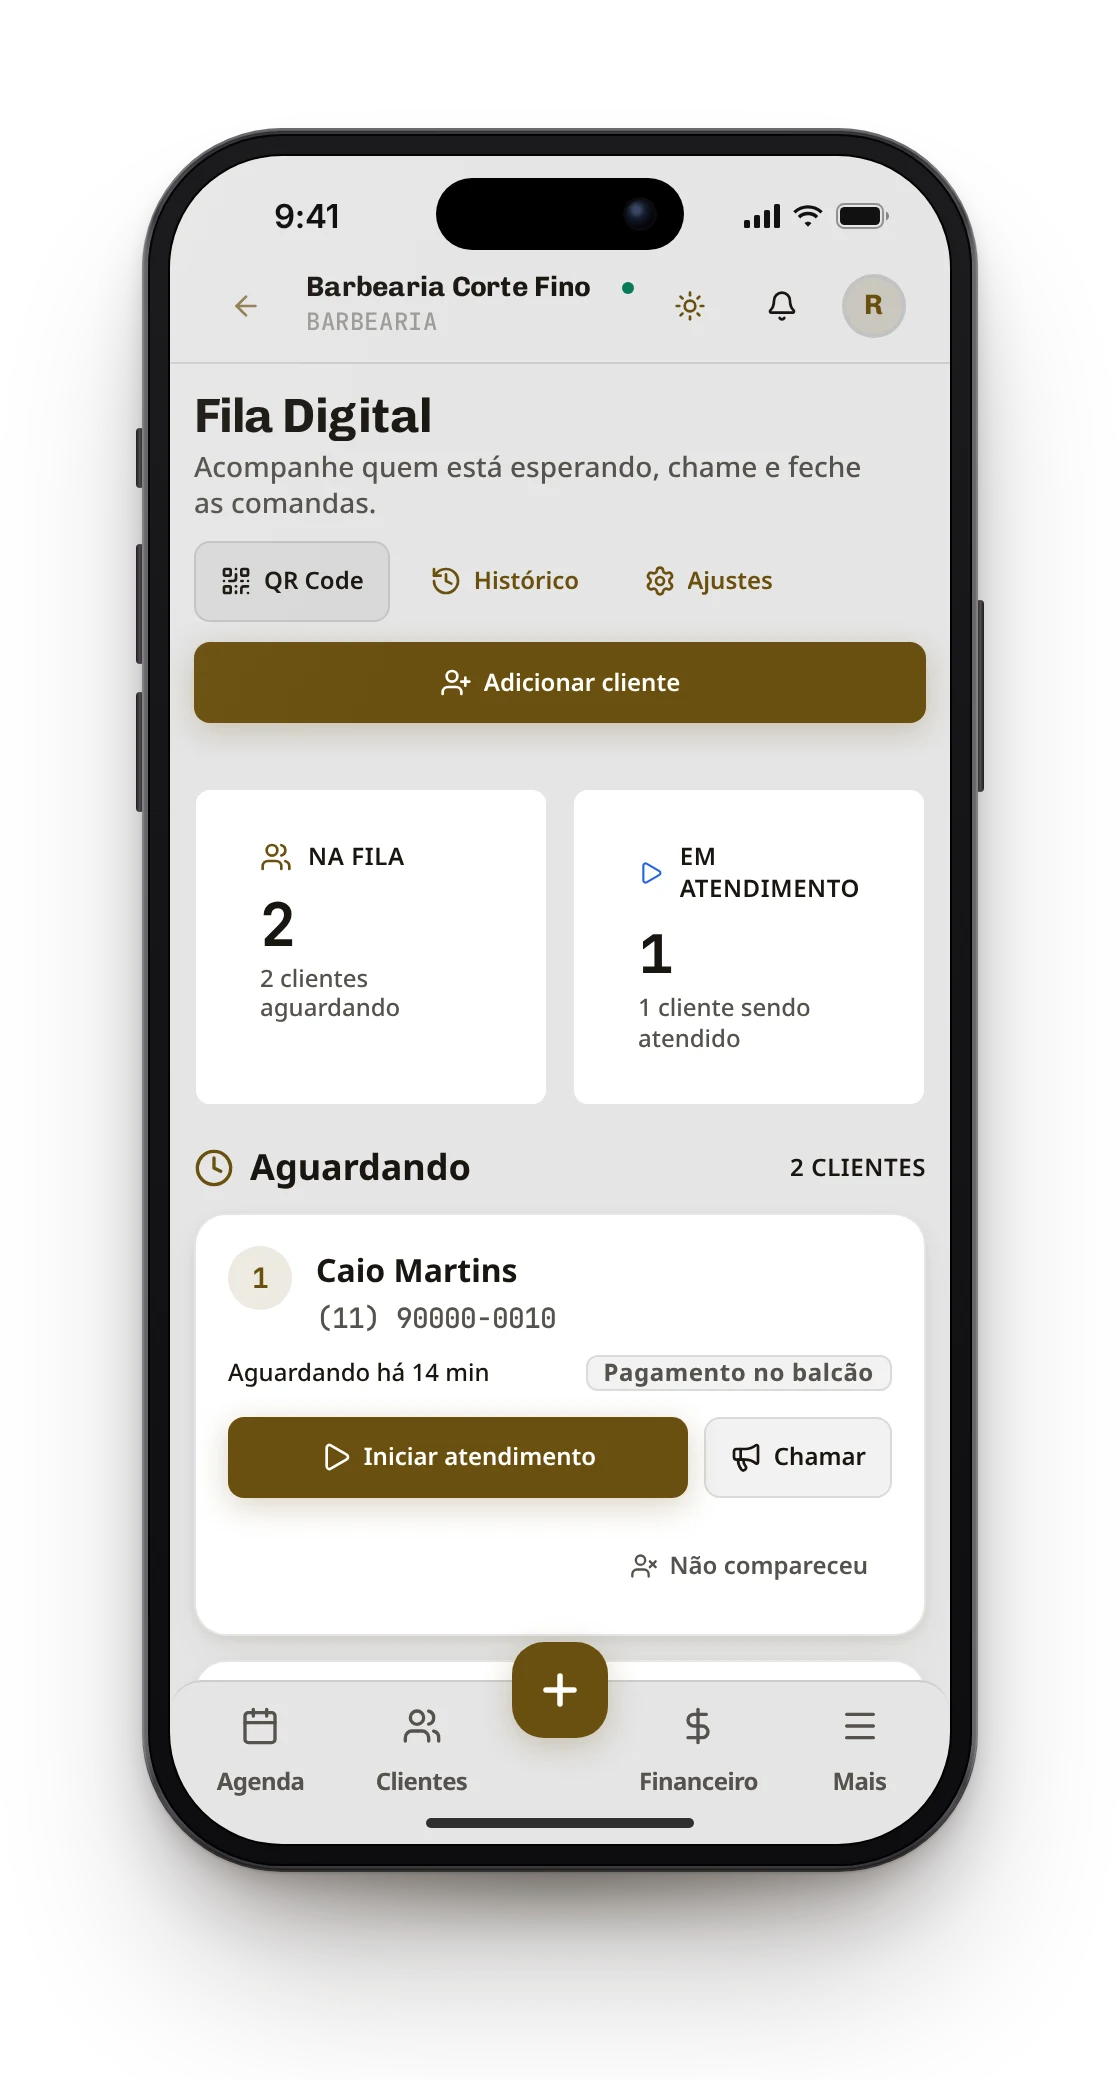 9:41
Barbearia Corte Fino
BARBEARIA
R
Fila Digital
Acompanhe quem está esperando, chame e feche
as comandas.
QR Code
Histórico
Ajustes
Adicionar cliente
NA FILA
2
2 clientes
aguardando
EM
ATENDIMENTO
1
1 cliente sendo
atendido
Aguardando
2 CLIENTES
1
Caio Martins
(11) 90000-0010
Aguardando há 14 min
Pagamento no balcão
Iniciar atendimento
Chamar
Não compareceu
Agenda
Clientes
Financeiro
Mais